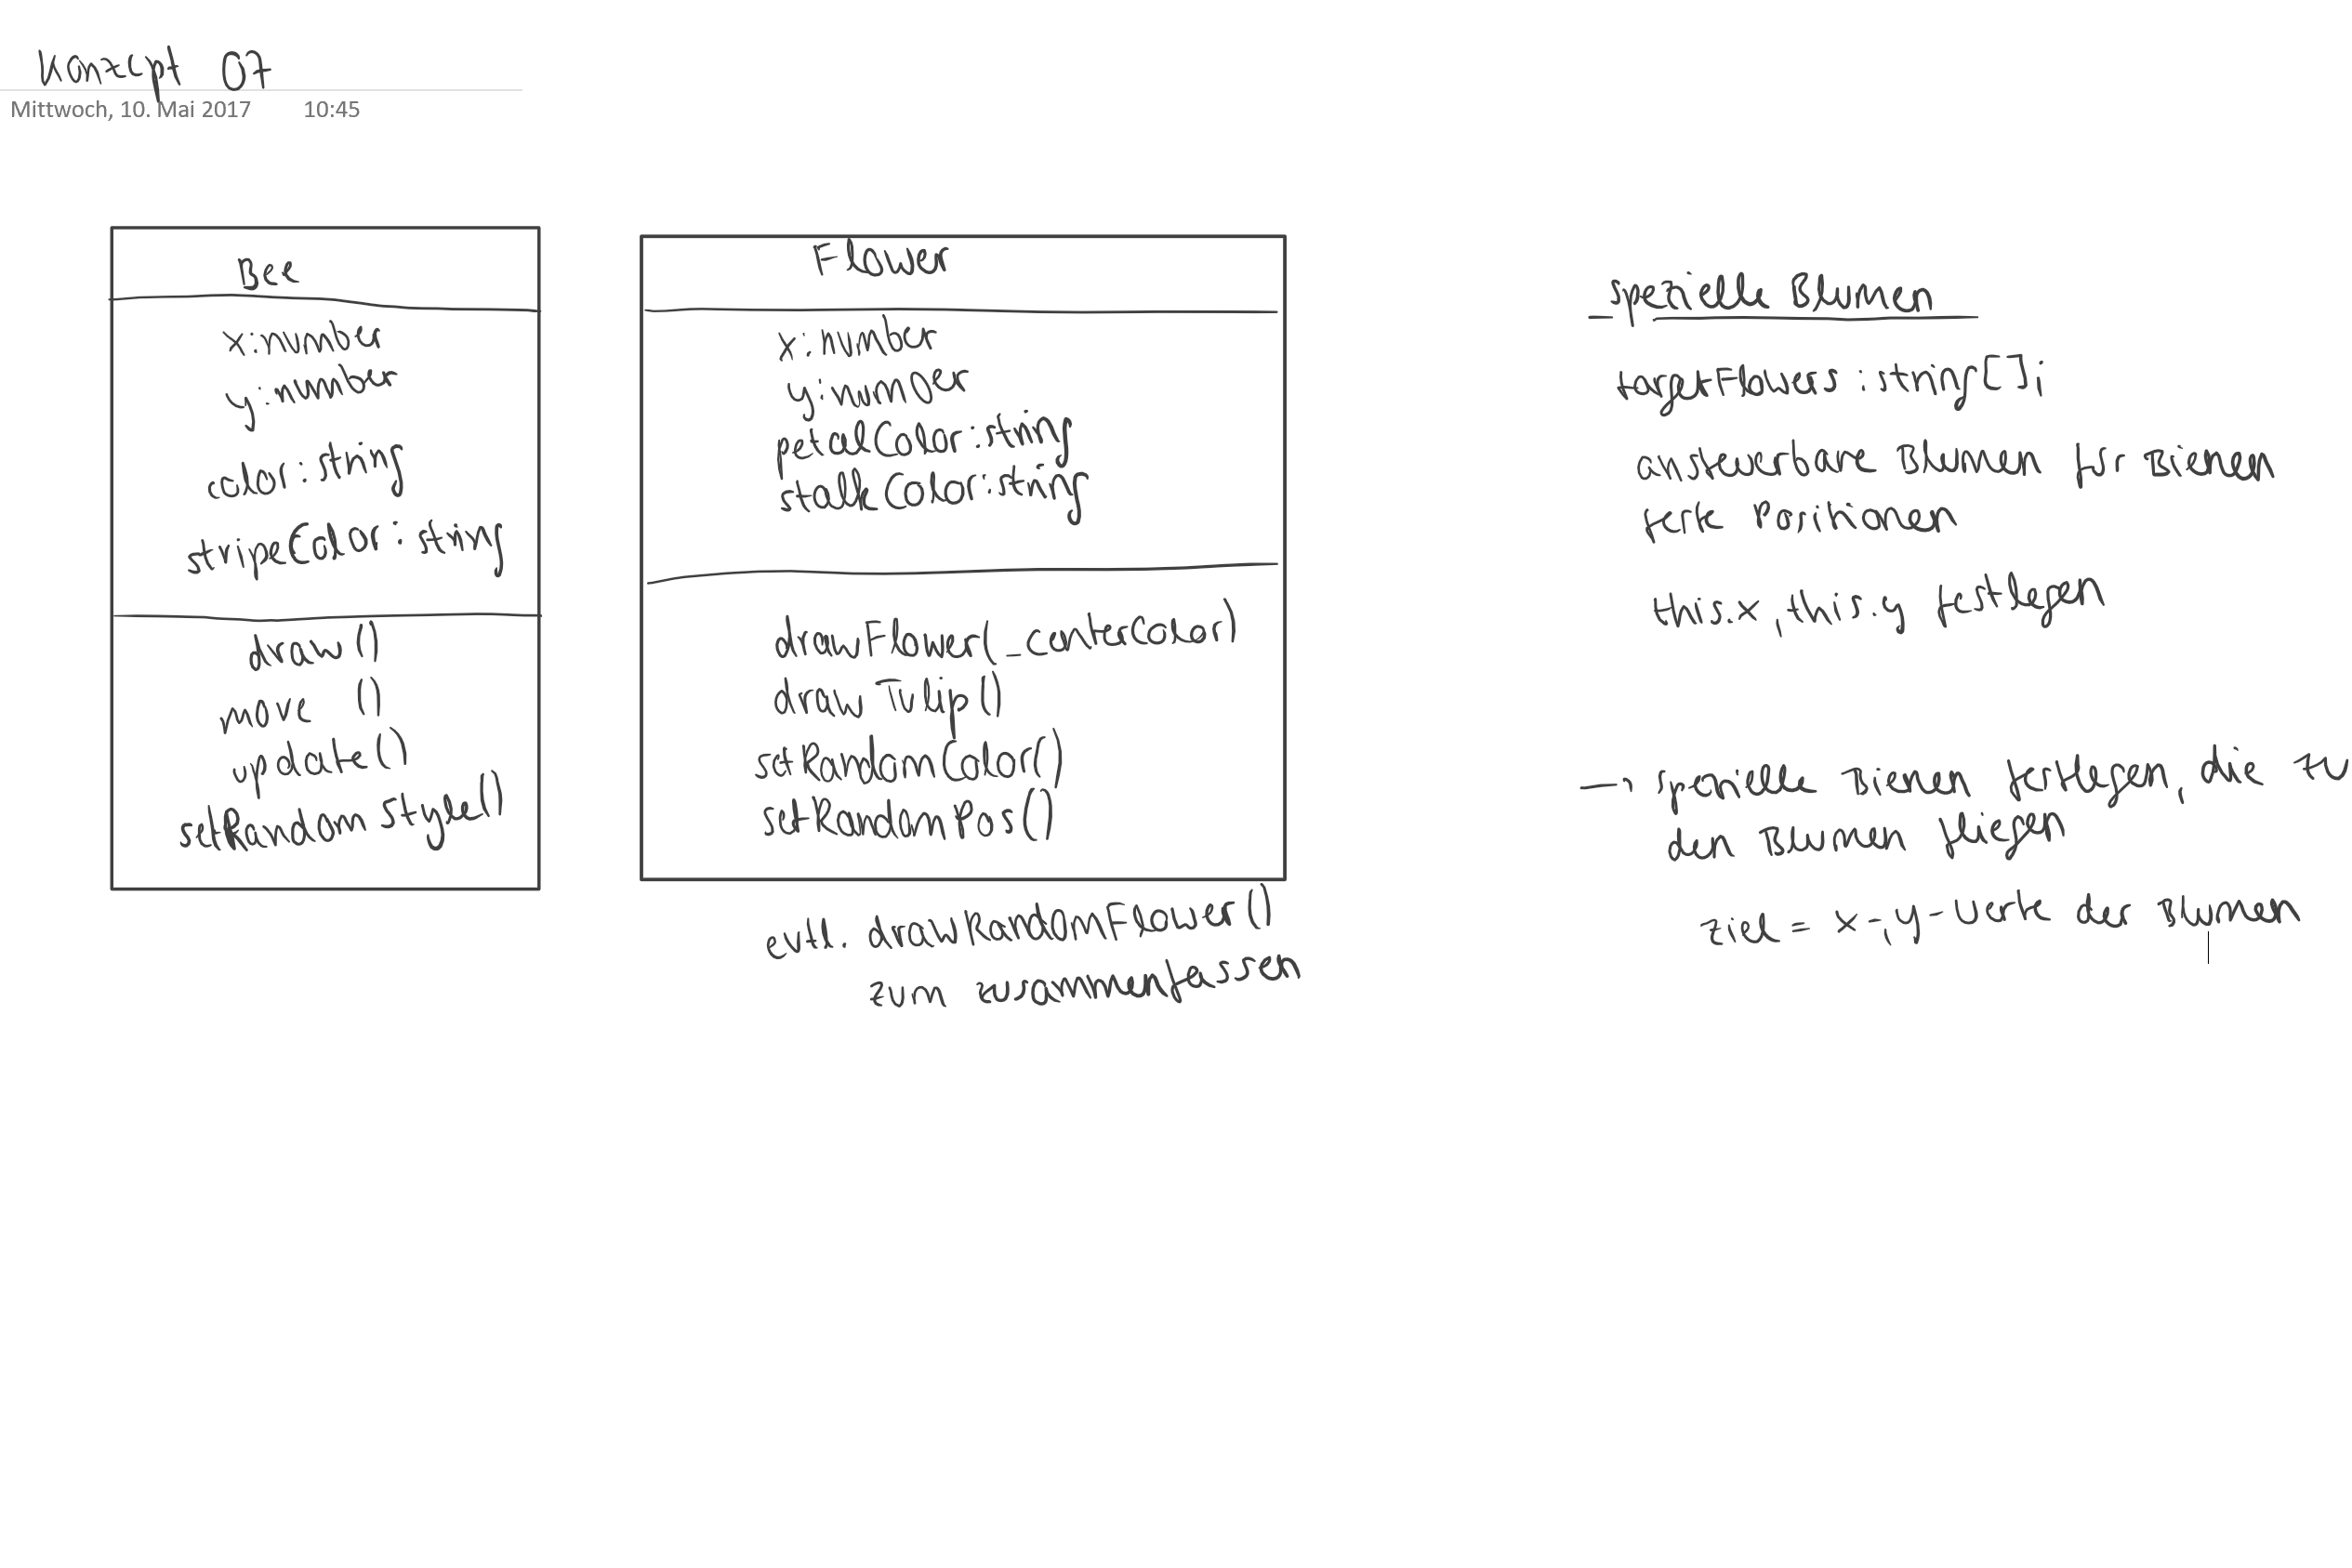 Konzept 07
Mittwoch, 10. Mai 2017 10:45
Bee
x:number
y:number
color:string
stripeColor:string
draw()
move ()
update()
setRandomStyle()
Flower
x:number
y:number
petalColor:string
stalkColor:string
drawFlower(_centerColor)
drawTulip()
setRandomColor()
setRandomPos()
evtl. drawRandomFlower()
zum zusammenfassen
spezielle Blumen
targetFlowers:string[];
ansteuerbare Blumen für Bienen
feste Positionen
this.x, this.y festlegen
→ spezielle Bienen festlegen, die zu
den Blumen fliegen
ziel = x-, y-Werte der Blumen